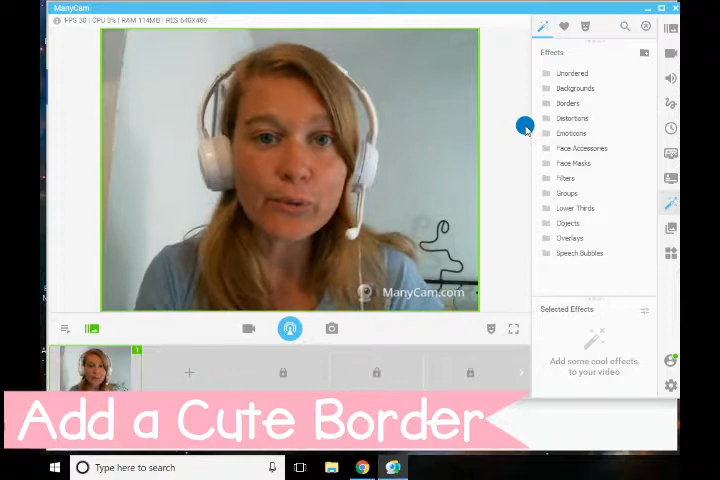 ManyCam
FPS 30 | CPU 0% | RAM 114MB | RES 640X480
Effects
Unordered
Backgrounds
Borders
Distortions
Emoticons
Face Accessories
Face Masks
Filters
Groups
Lower Thirds
Objects
Overlays
Speech Bubbles
ManyCam.com
Selected Effects
Add some cool effects
to your video
1
Add a Cute Border
Type here to search